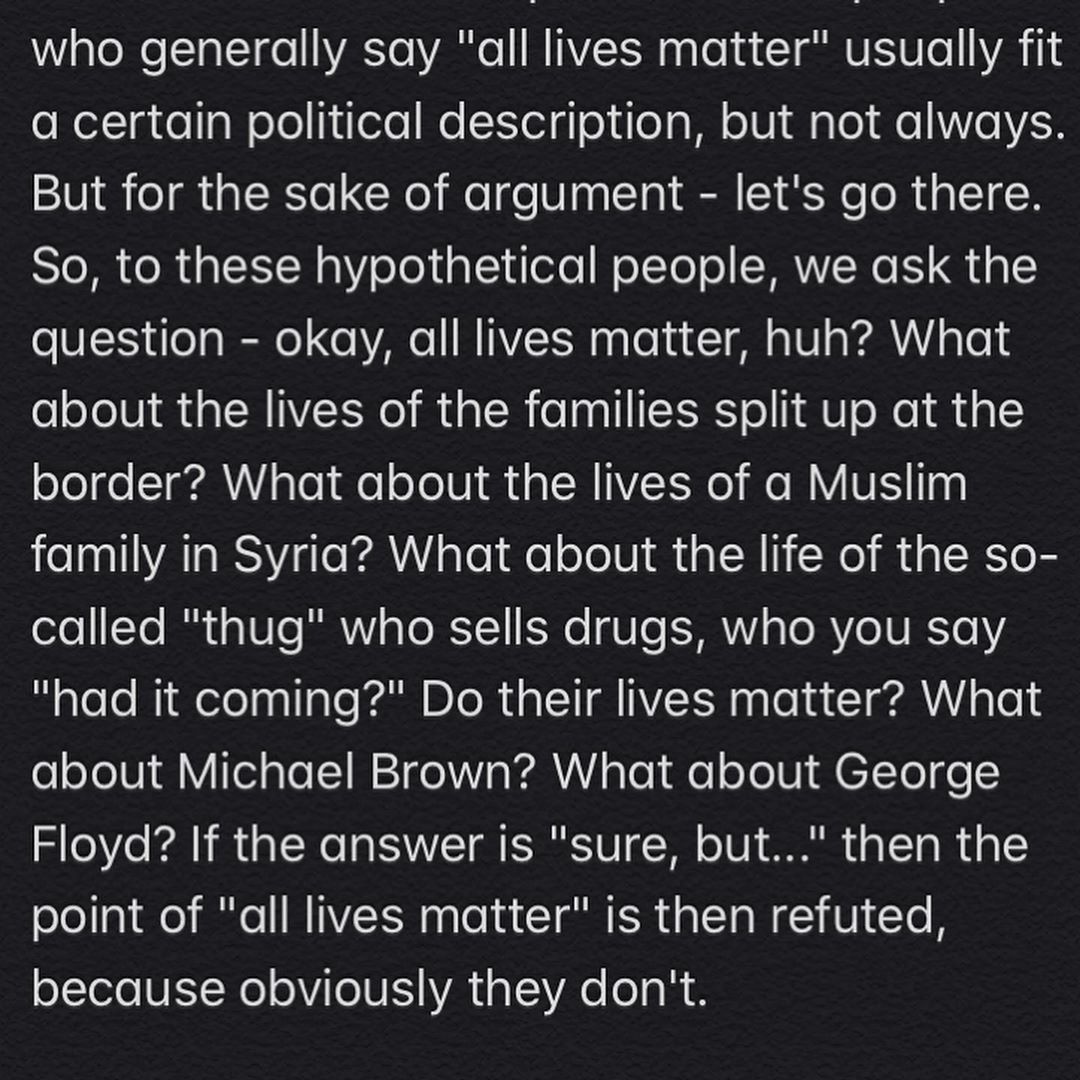 who generally say "all lives matter" usually fit
a certain political description, but not always.
But for the sake of argument - let's go there.
So, to these hypothetical people, we ask the
question - okay, all lives matter, huh? What
about the lives of the families split up at the
border? What about the lives of a Muslim
family in Syria? What about the life of the so-
called "thug" who sells drugs, who you say
"had it coming?" Do their lives matter? What
about Michael Brown? What about George
Floyd? If the answer is "sure, but..." then the
point of "all lives matter" is then refuted,
because obviously they don't.